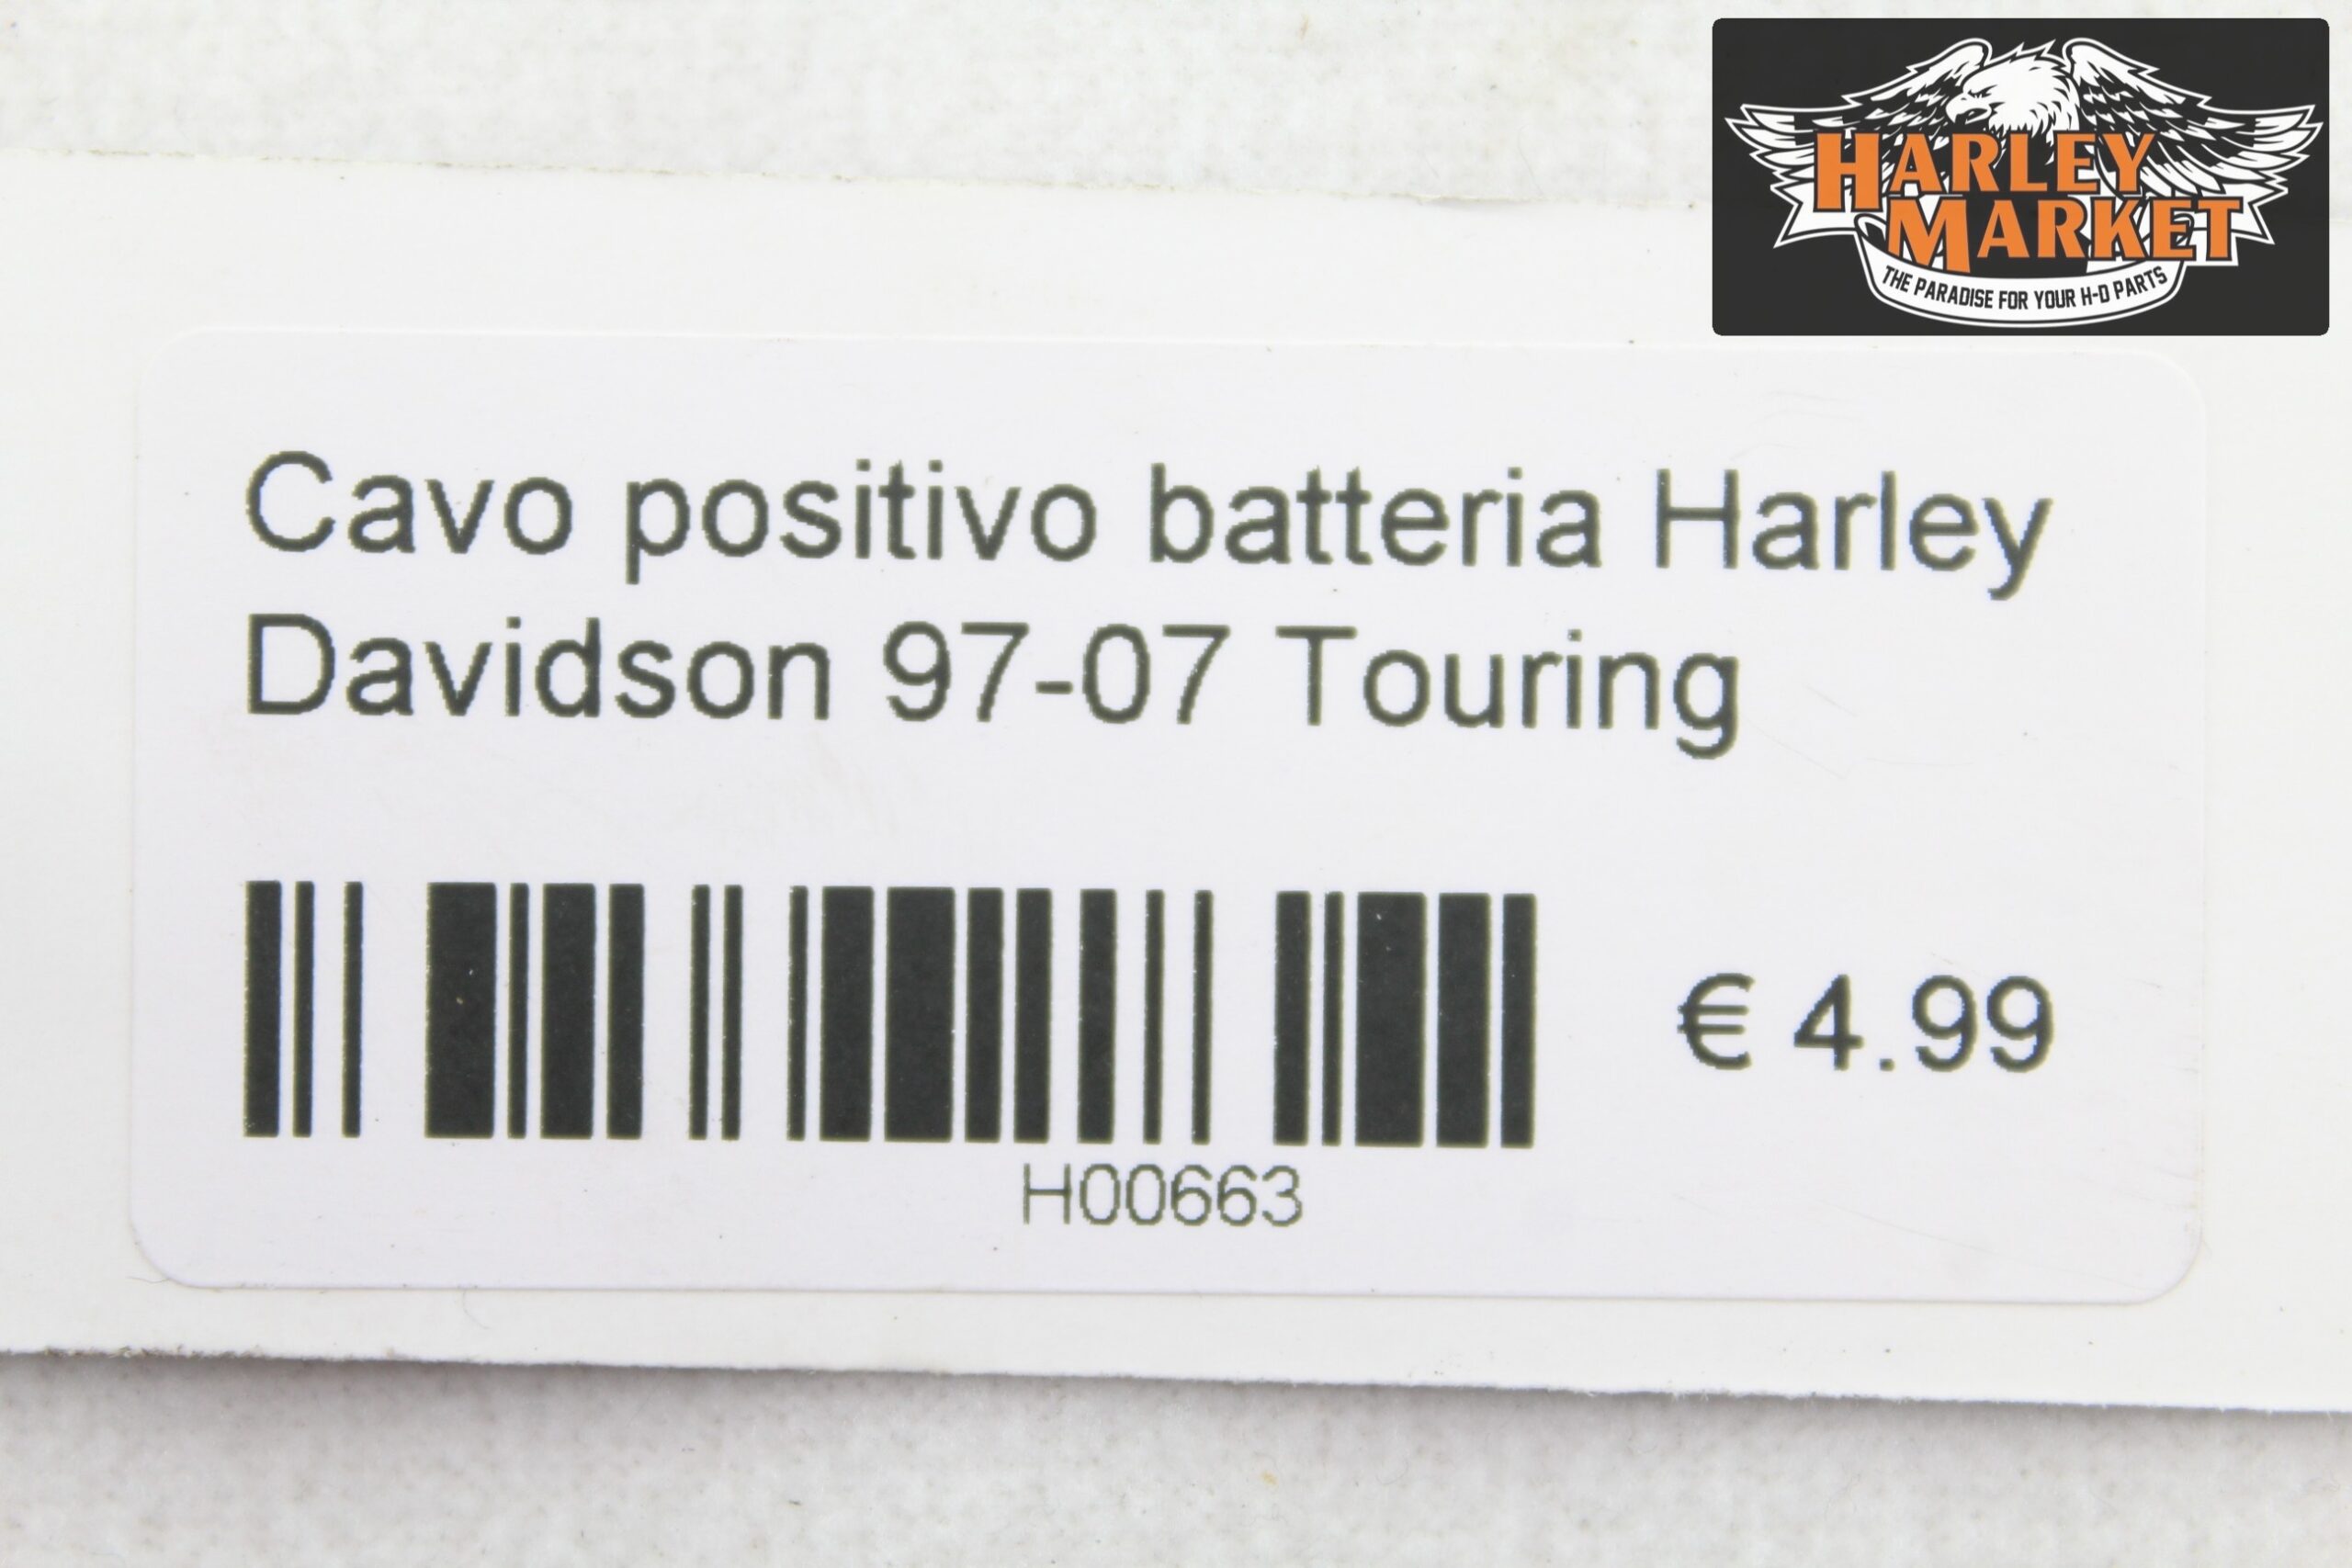 HARLEY
MARKET
THE PARADISE FOR YOUR H-D PARTS
Cavo positivo batteria Harley
Davidson 97-07 Touring
€ 4.99
H00663